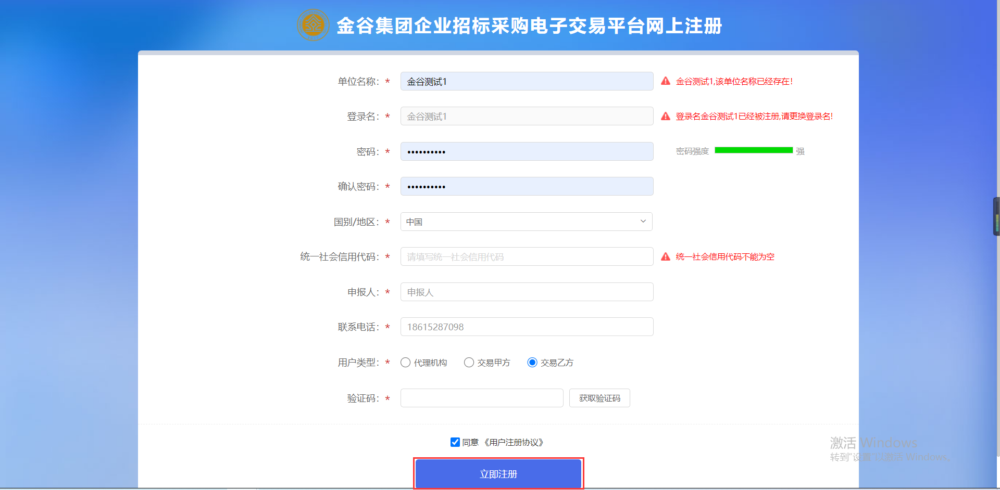 金谷集团企业招标采购电子交易平台网上注册
单位名称：* 金谷测试1 金谷测试1,该单位名称已经存在!
登录名：* 金谷测试1 登录名金谷测试1已经被注册,请更换登录名!
密码：* •••••••••• 密码强度 强
确认密码：* ••••••••••
国别/地区：* 中国
统一社会信用代码：* 请填写统一社会信用代码 统一社会信用代码不能为空
申报人：* 申报人
联系电话：* 18615287098
用户类型：* 代理机构 交易甲方 交易乙方
验证码：* 获取验证码
同意《用户注册协议》
立即注册
激活 Windows
转到“设置”以激活 Windows。